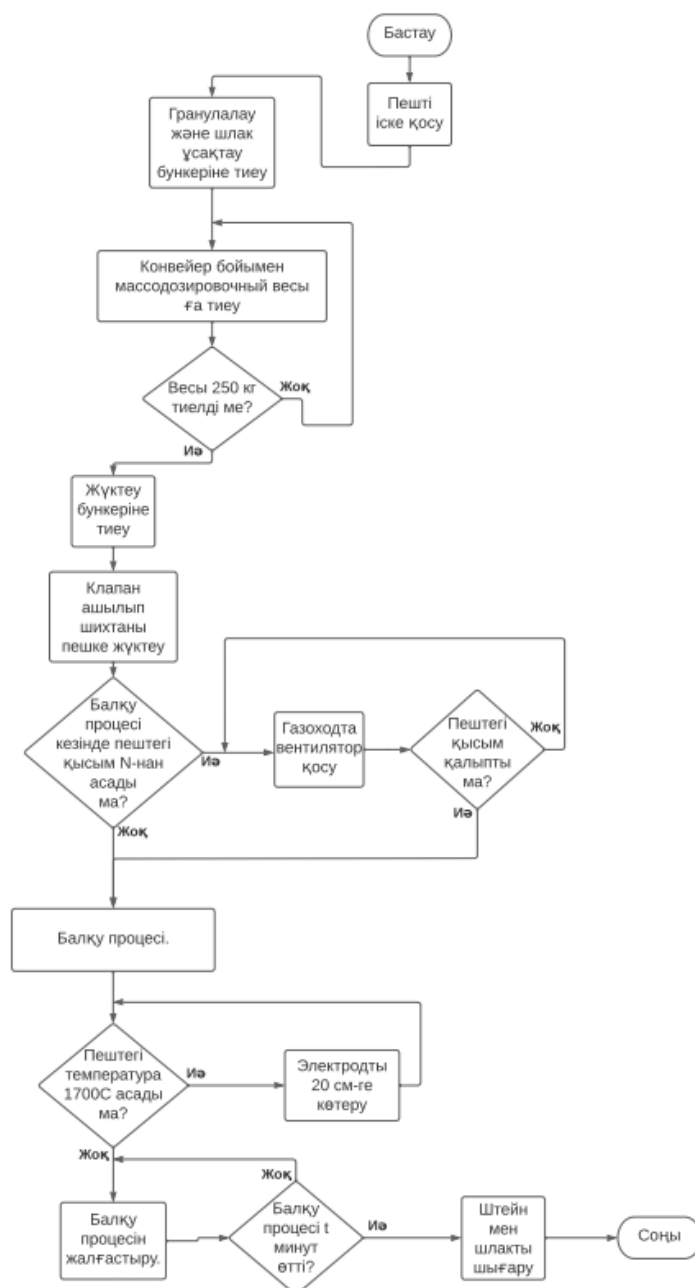 Бастау
Пешті
іске қосу
Гранулалау
және шлак
ұсақтау
бункеріне тиеу
Конвейер бойымен
массодозировочный весы
ға тиеу
Весы 250 кг
тиелді ме?
Жоқ
Иә
Жүктеу
бункеріне
тиеу
Клапан
ашылып
шихтаны
пешке жүктеу
Балқу
процесі
кезінде пештегі
қысым N-нан
асады
ма?
Иә
Жоқ
Газоходта
вентилятор
қосу
Пештегі
қысым
қалыпты
ма?
Жоқ
Иә
Балқу процесі.
Пештегі
температура
1700С асады
ма?
Иә
Жоқ
Электродты
20 см-ге
көтеру
Балқу
процесін
жалғастыру.
Жоқ
Балқу
процесі t
минут
өтті?
Иә
Штейн
мен
шлакты
шығару
Соңы